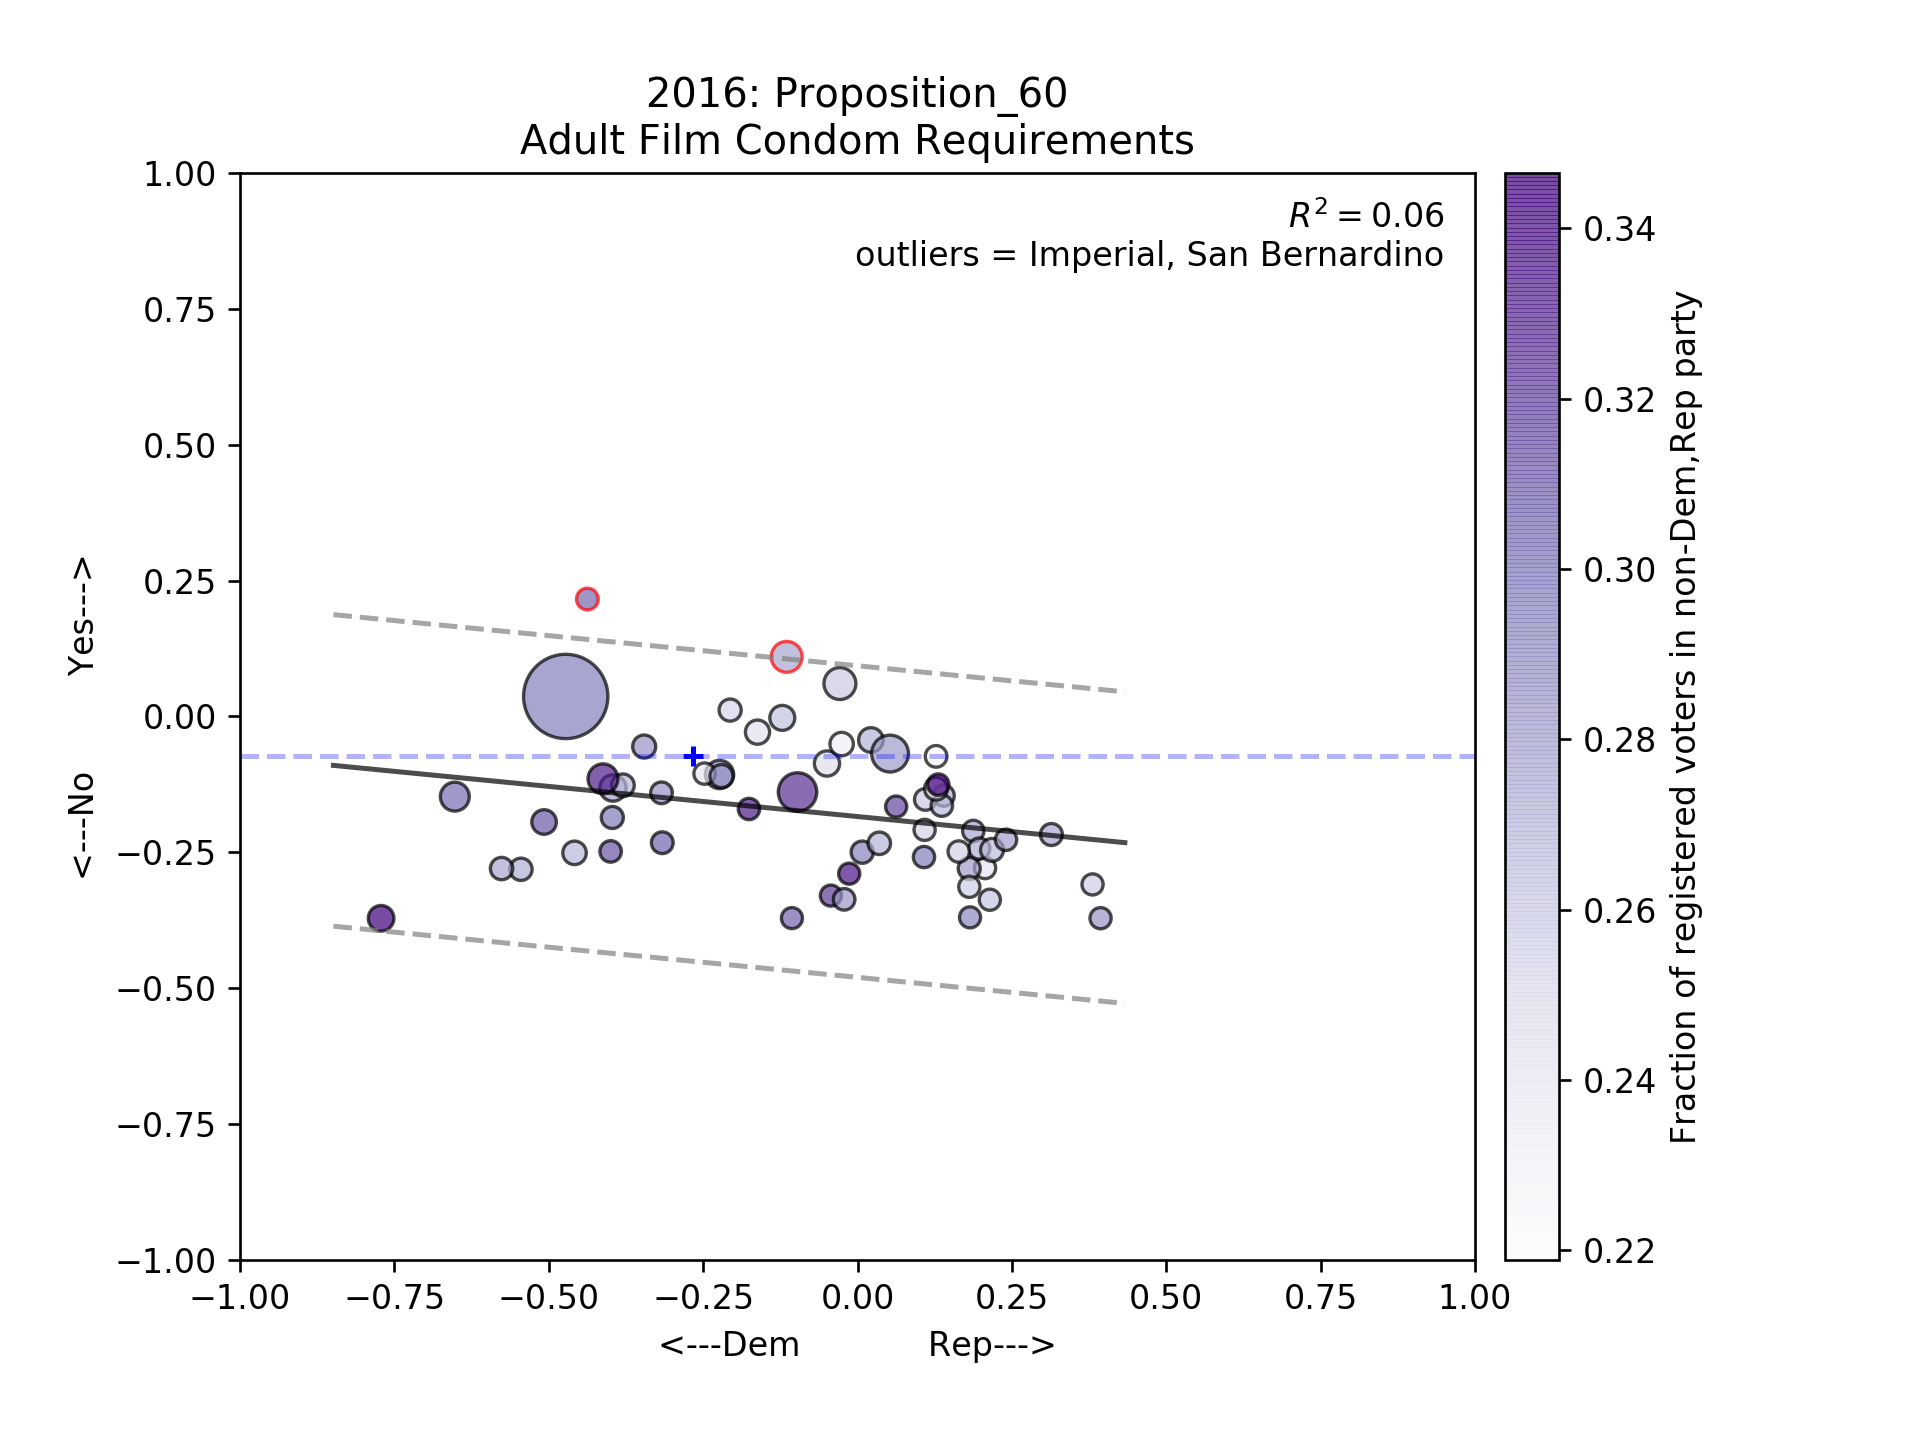 2016: Proposition_60
Adult Film Condom Requirements
R² = 0.06
outliers = Imperial, San Bernardino
1.00
0.75
0.50
0.25
0.00
−0.25
−0.50
−0.75
−1.00
<---No Yes--->
−1.00 −0.75 −0.50 −0.25 0.00 0.25 0.50 0.75 1.00
<---Dem Rep--->
0.34
0.32
0.30
0.28
0.26
0.24
0.22
Fraction of registered voters in non-Dem,Rep party